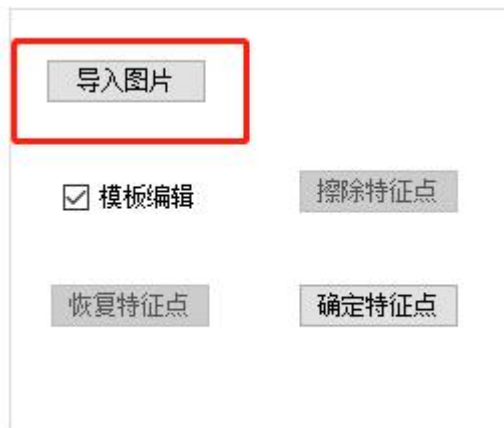 导入图片
模板编辑
擦除特征点
恢复特征点
确定特征点